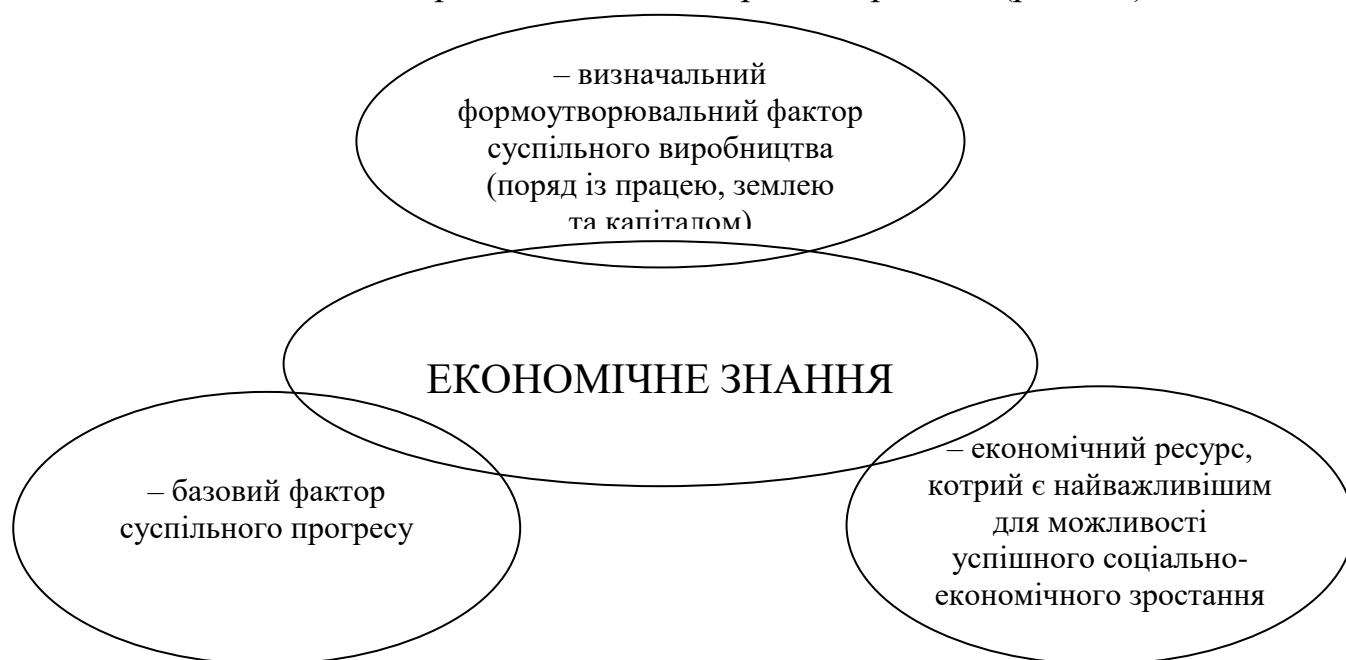 – визначальний
формоутворювальний фактор
суспільного виробництва
(поряд із працею, землею
та капіталом)
ЕКОНОМІЧНЕ ЗНАННЯ
– базовий фактор
суспільного прогресу
– економічний ресурс,
котрий є найважливішим
для можливості
успішного соціально-
економічного зростання